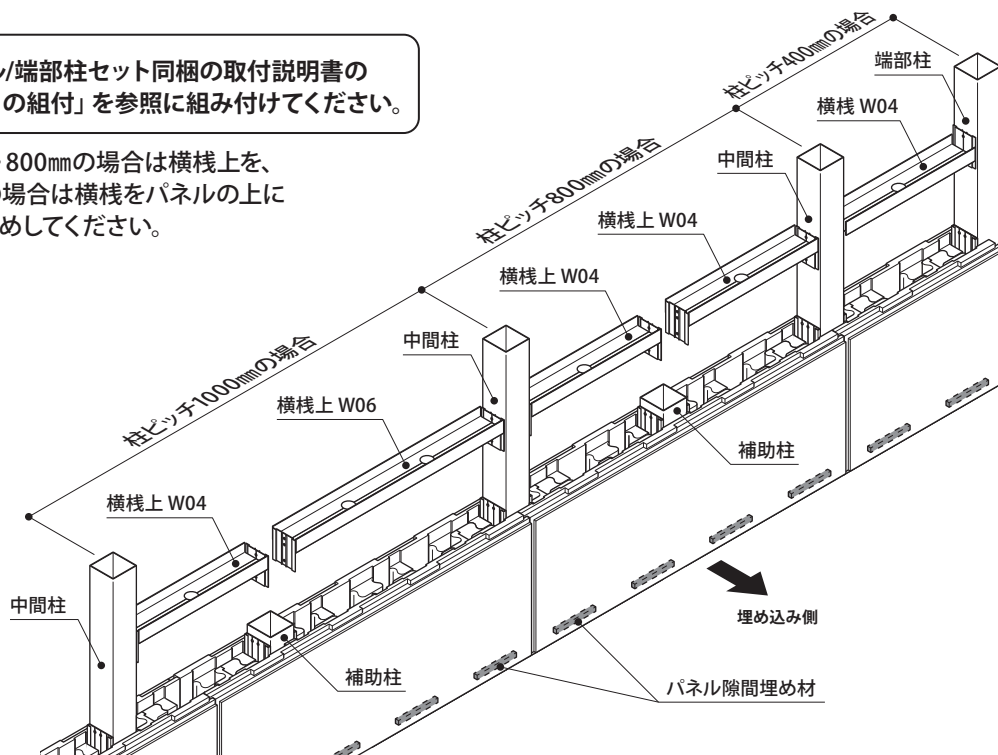 /端部柱セット同梱の取付説明書の
の組付」を参照に組み付けてください。
800㎜の場合は横桟上を、
の場合は横桟をパネルの上に
めしてください。
柱ピッチ400㎜の場合
端部柱
横桟 W04
柱ピッチ800㎜の場合
中間柱
横桟上 W04
横桟上 W04
柱ピッチ1000㎜の場合
中間柱
横桟上 W06
補助柱
横桟上 W04
中間柱
埋め込み側
補助柱
パネル隙間埋め材